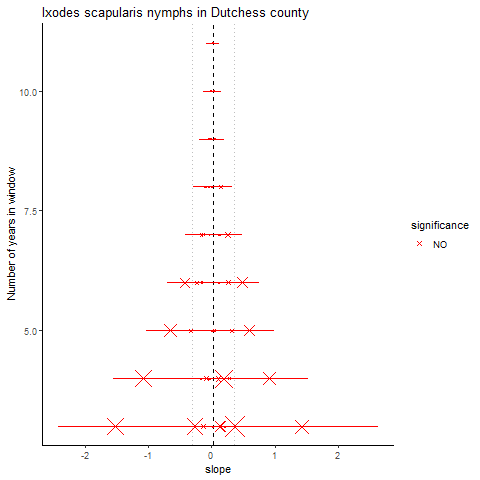 Ixodes scapularis nymphs in Dutchess county
Number of years in window
10.0
7.5
5.0
-2
-1
0
1
2
slope
significance
NO